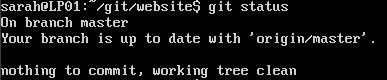 sarah@LP01:~/git/website$ git status
On branch master
Your branch is up to date with 'origin/master'.

nothing to commit, working tree clean